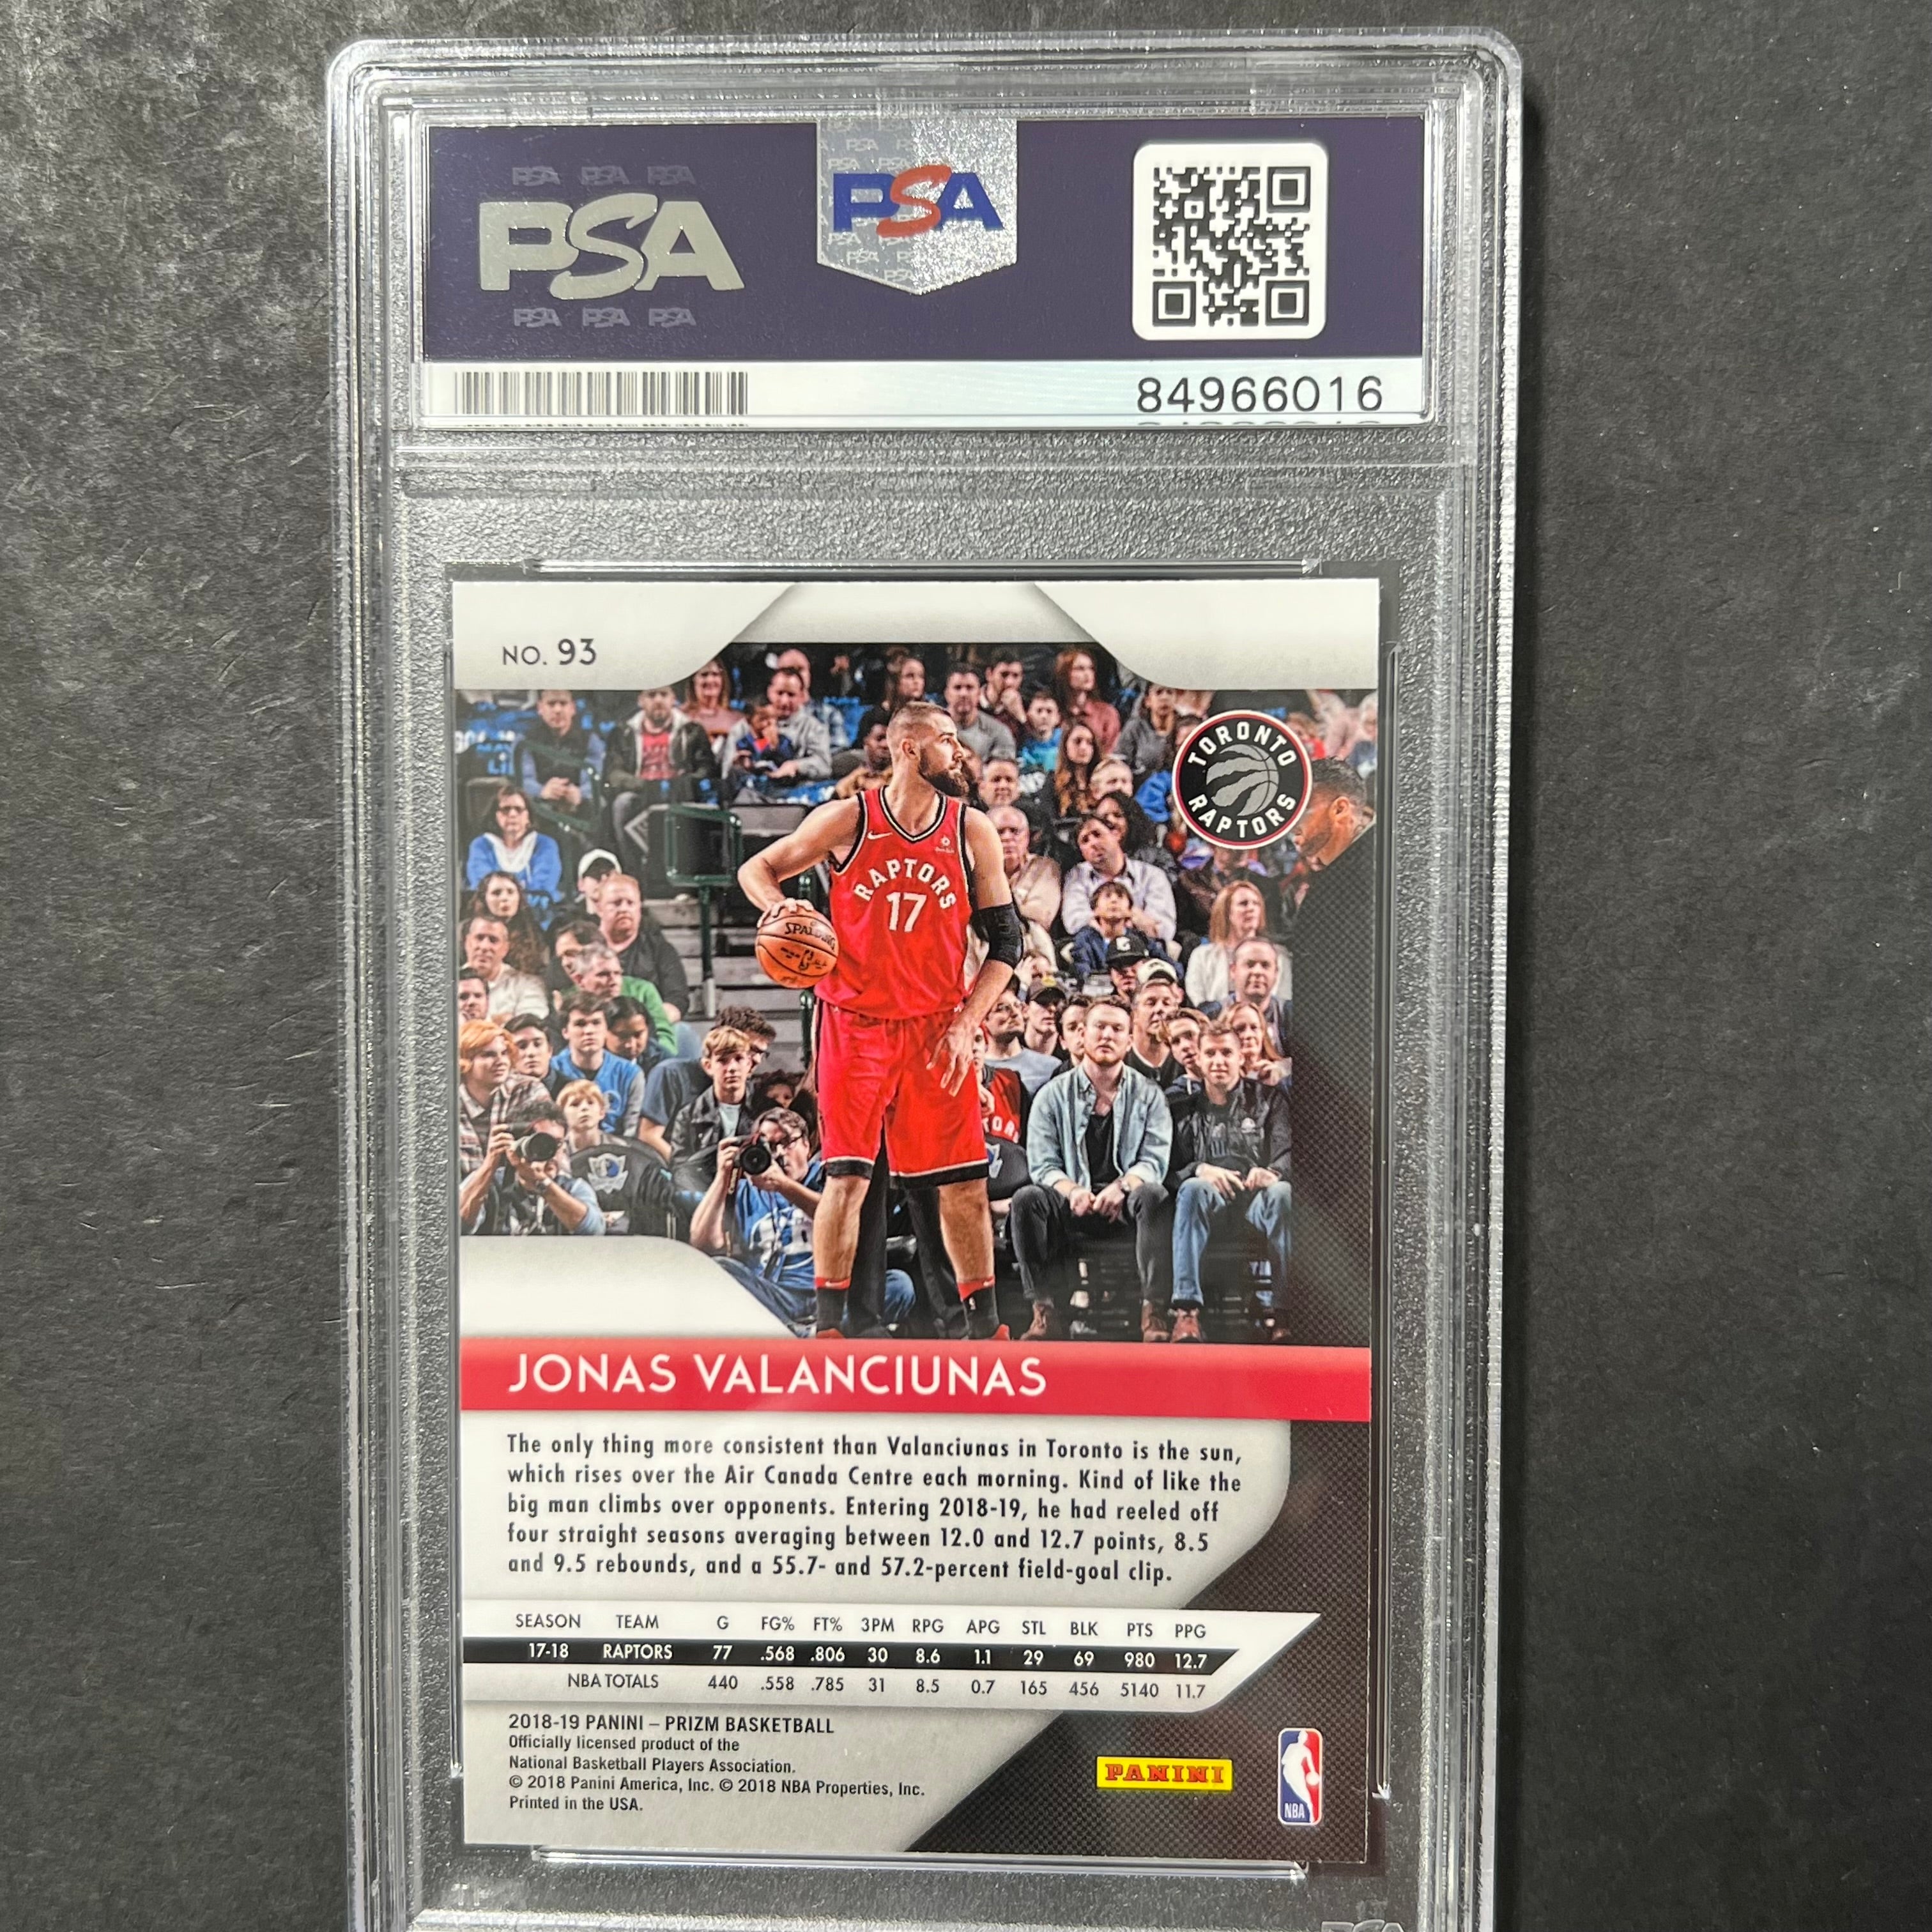 PSA PSA PSA
PSA
PSA PSA PSA
PSA
84966016
NO. 93
TORONTO
RAPTORS
RAPTORS
17
SPALDING
JONAS VALANCIUNAS
The only thing more consistent than Valanciunas in Toronto is the sun,
which rises over the Air Canada Centre each morning. Kind of like the
big man climbs over opponents. Entering 2018-19, he had reeled off
four straight seasons averaging between 12.0 and 12.7 points, 8.5
and 9.5 rebounds, and a 55.7- and 57.2-percent field-goal clip.
SEASON TEAM G FG% FT% 3PM RPG APG STL BLK PTS PPG
17-18 RAPTORS 77 .568 .806 30 8.6 1.1 29 69 980 12.7
NBA TOTALS 440 .558 .785 31 8.5 0.7 165 456 5140 11.7
2018-19 PANINI – PRIZM BASKETBALL
Officially licensed product of the
National Basketball Players Association.
© 2018 Panini America, Inc. © 2018 NBA Properties, Inc.
Printed in the USA.
PANINI
NBA
PSA